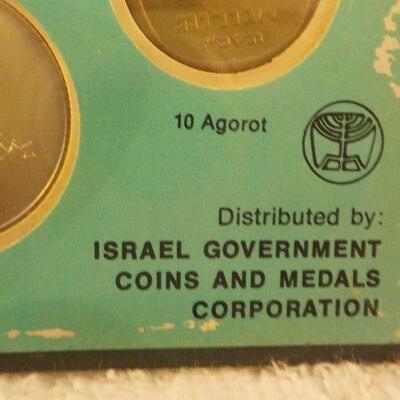 10 Agorot
Distributed by:
ISRAEL GOVERNMENT
COINS AND MEDALS
CORPORATION